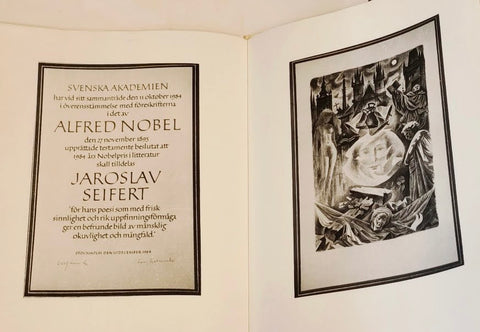 SVENSKA AKADEMIEN
har vid sitt sammanträde den 11 oktober 1984
i överensstämmelse med föreskrifterna
i det av
ALFRED NOBEL
den 27 november 1895
upprättade testamente beslutat att
1984 års Nobelpris i litteratur
skall tilldelas
JAROSLAV
SEIFERT
"för hans poesi som med frisk
sinnlighet och rik uppfinningsförmåga
ger en befriande bild av mänsklig
okuvlighet och mångfald."
STOCKHOLM DEN 10 DECEMBER 1984